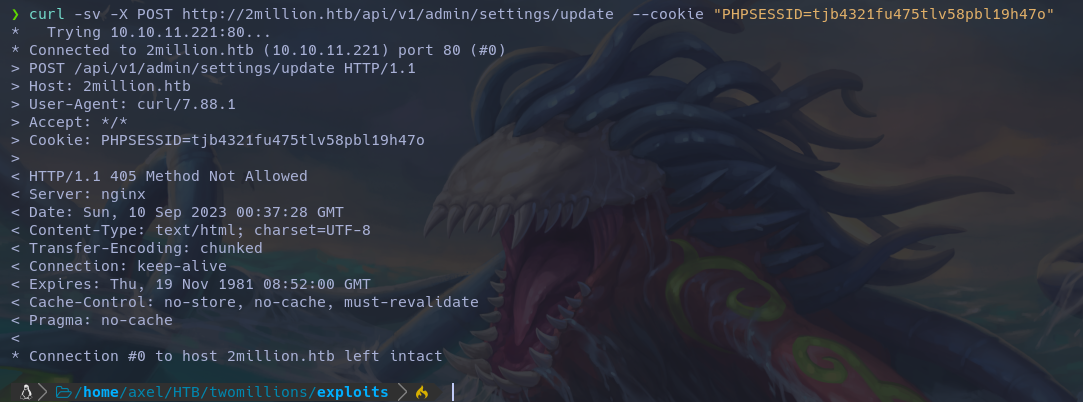 ❯ curl -sv -X POST http://2million.htb/api/v1/admin/settings/update  --cookie "PHPSESSID=tjb4321fu475tlv58pbl19h47o"
*   Trying 10.10.11.221:80...
* Connected to 2million.htb (10.10.11.221) port 80 (#0)
> POST /api/v1/admin/settings/update HTTP/1.1
> Host: 2million.htb
> User-Agent: curl/7.88.1
> Accept: */*
> Cookie: PHPSESSID=tjb4321fu475tlv58pbl19h47o
>
< HTTP/1.1 405 Method Not Allowed
< Server: nginx
< Date: Sun, 10 Sep 2023 00:37:28 GMT
< Content-Type: text/html; charset=UTF-8
< Transfer-Encoding: chunked
< Connection: keep-alive
< Expires: Thu, 19 Nov 1981 08:52:00 GMT
< Cache-Control: no-store, no-cache, must-revalidate
< Pragma: no-cache
<
* Connection #0 to host 2million.htb left intact
/home/axel/HTB/twomillions/exploits